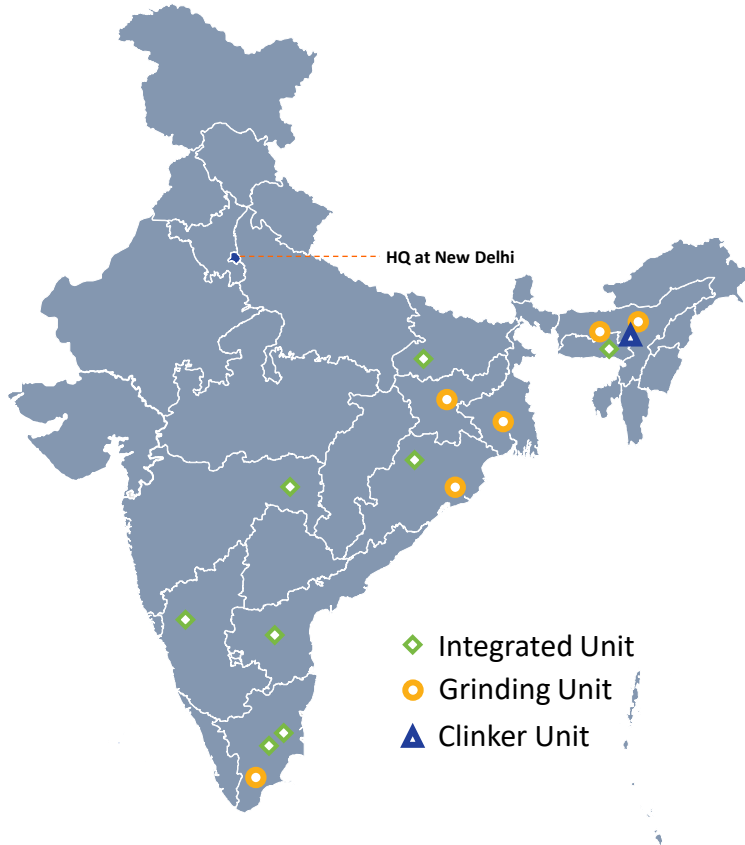 HQ at New Delhi
Integrated Unit
Grinding Unit
Clinker Unit